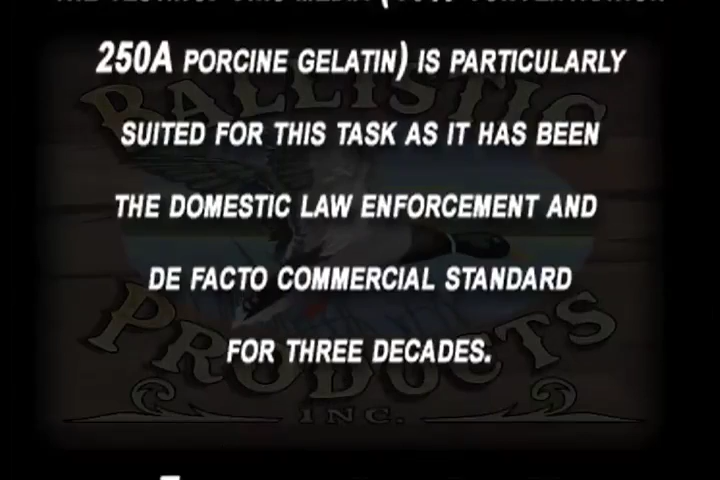 250A PORCINE GELATIN) IS PARTICULARLY
SUITED FOR THIS TASK AS IT HAS BEEN
THE DOMESTIC LAW ENFORCEMENT AND
DE FACTO COMMERCIAL STANDARD
FOR THREE DECADES.
BALLISTIC
PRODUCTS
INC.